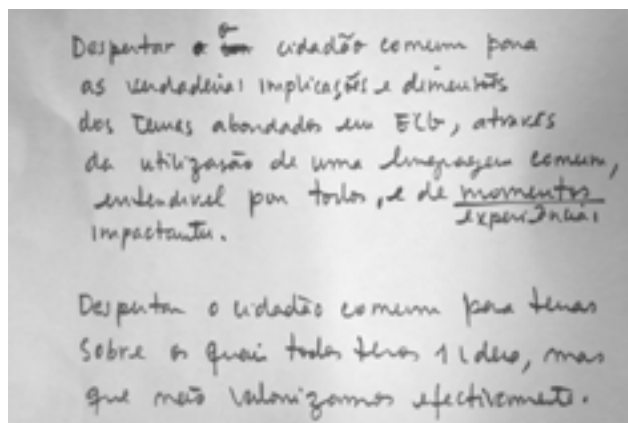 Despertar o cidadão comum para
as verdadeiras implicações e dimensões
dos temas abordados em ECG, através
da utilização de uma linguagem comum,
entendivel por todos, e de momentos
experiências
impactantes.
Despertar o cidadão comum para temas
sobre os quais todos temos 1 ideia, mas
que não valorizamos efectivamente.